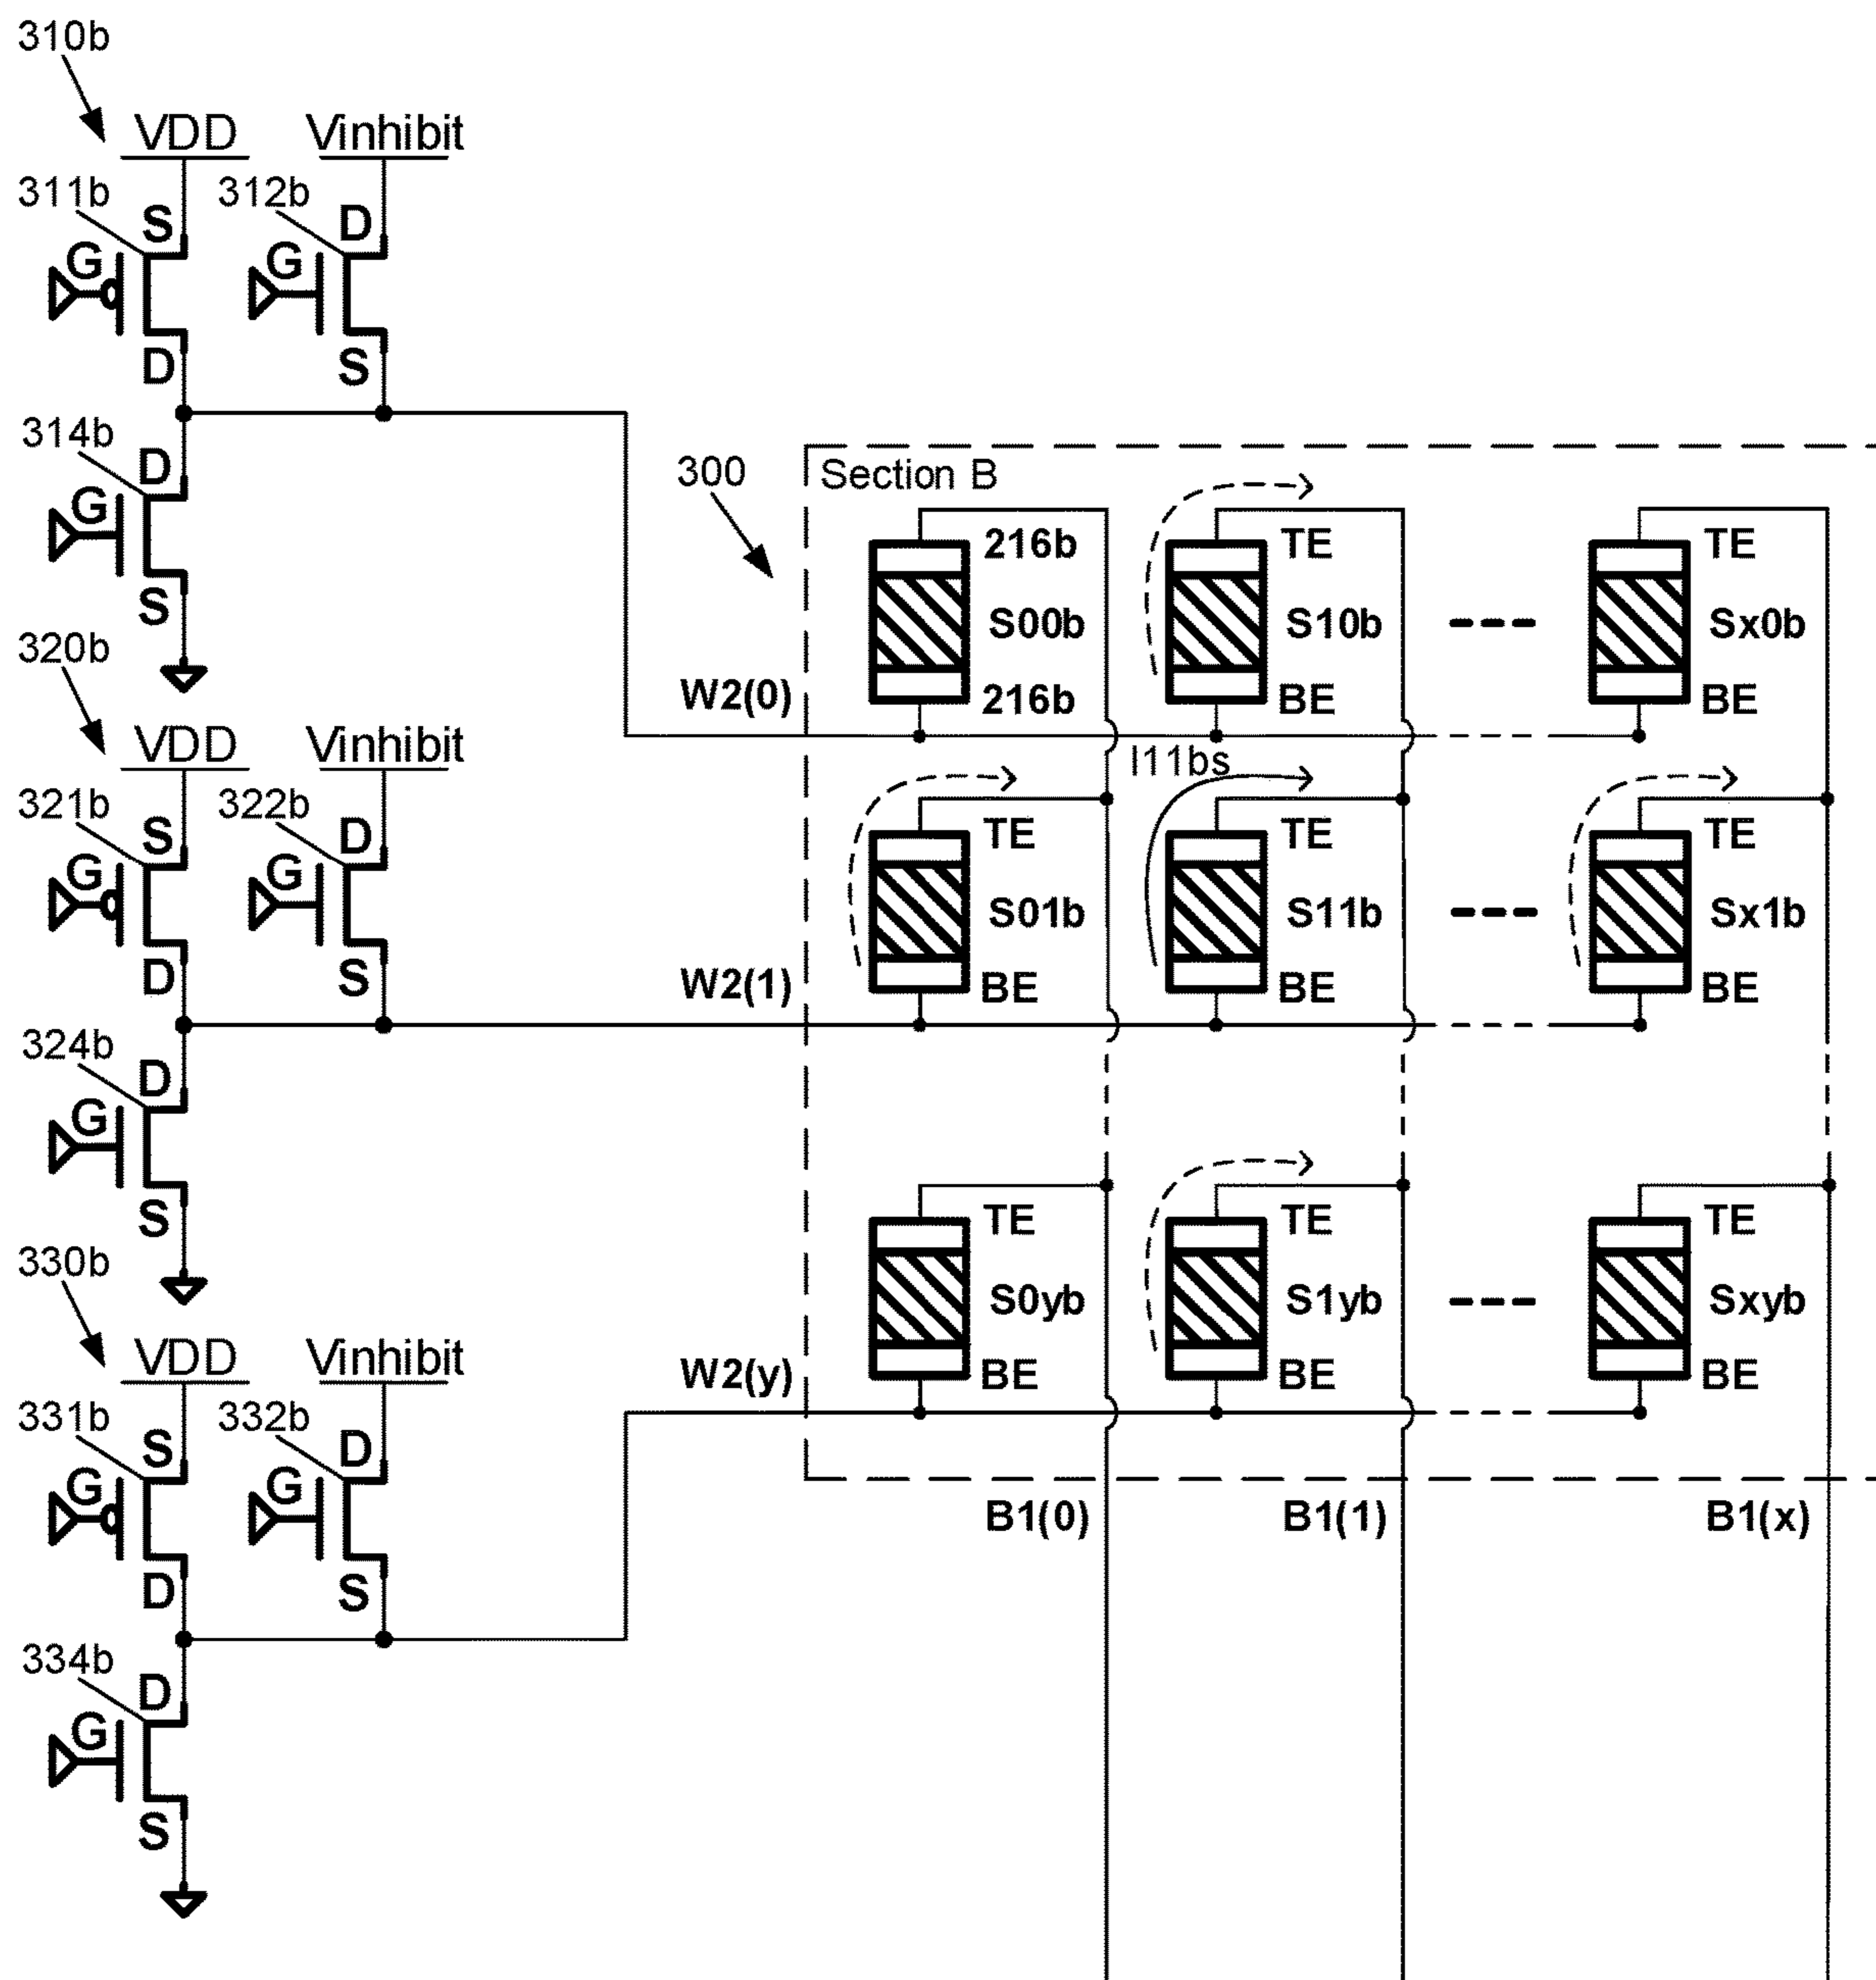 310b
VDD Vinhibit
311b S 312b D
G G
D S
314b D
G
S
300 Section B
216b TE TE
S00b S10b Sx0b
W2(0) 216b BE BE
320b
VDD Vinhibit
I11bs
321b S 322b D
G G
D S
TE TE TE
S01b S11b Sx1b
W2(1) BE BE BE
324b D
G
S
TE TE TE
S0yb S1yb Sxyb
W2(y) BE BE BE
330b
VDD Vinhibit
331b S 332b D
G G
D S
B1(0) B1(1) B1(x)
334b D
G
S